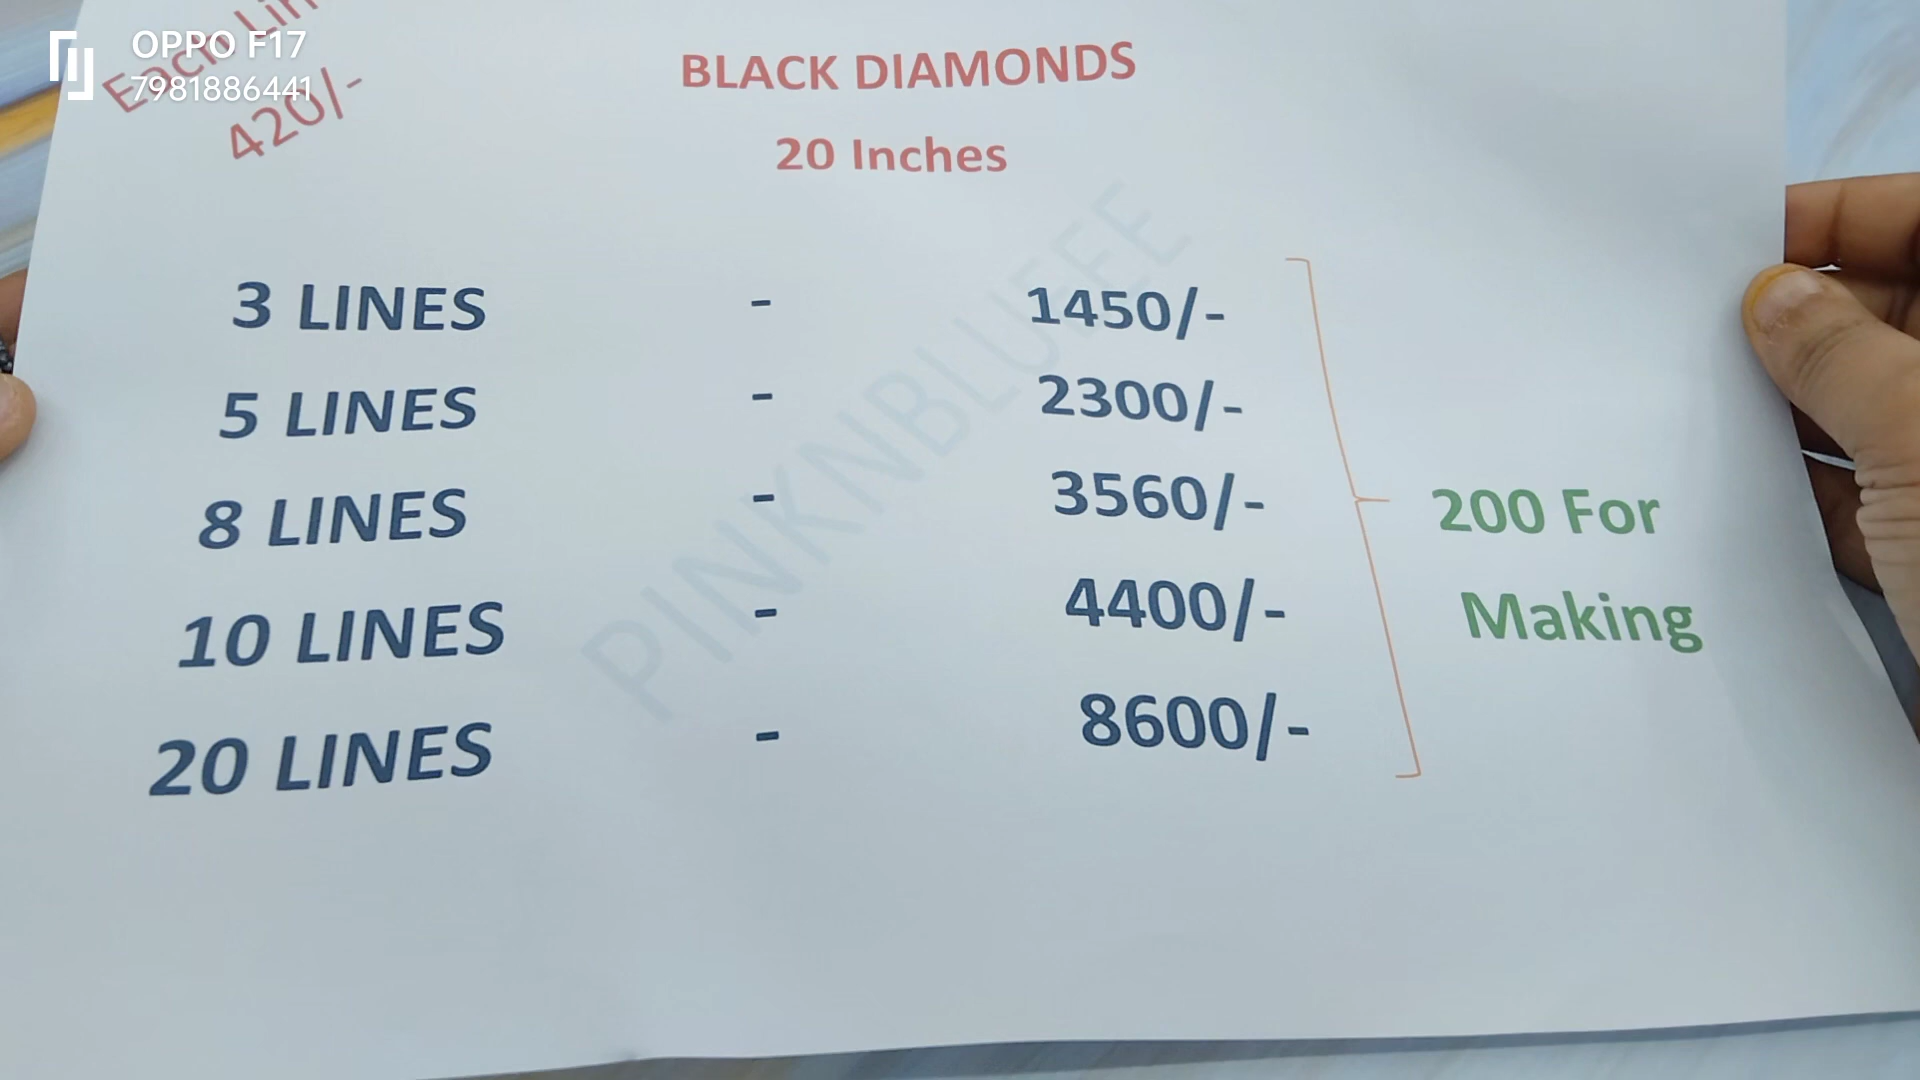 OPPO F17
7981886441
Each
420/-
BLACK DIAMONDS
20 Inches
3 LINES - 1450/-
5 LINES - 2300/-
8 LINES - 3560/-
10 LINES - 4400/-
20 LINES - 8600/-
200 For
Making
PINKNBLUEE